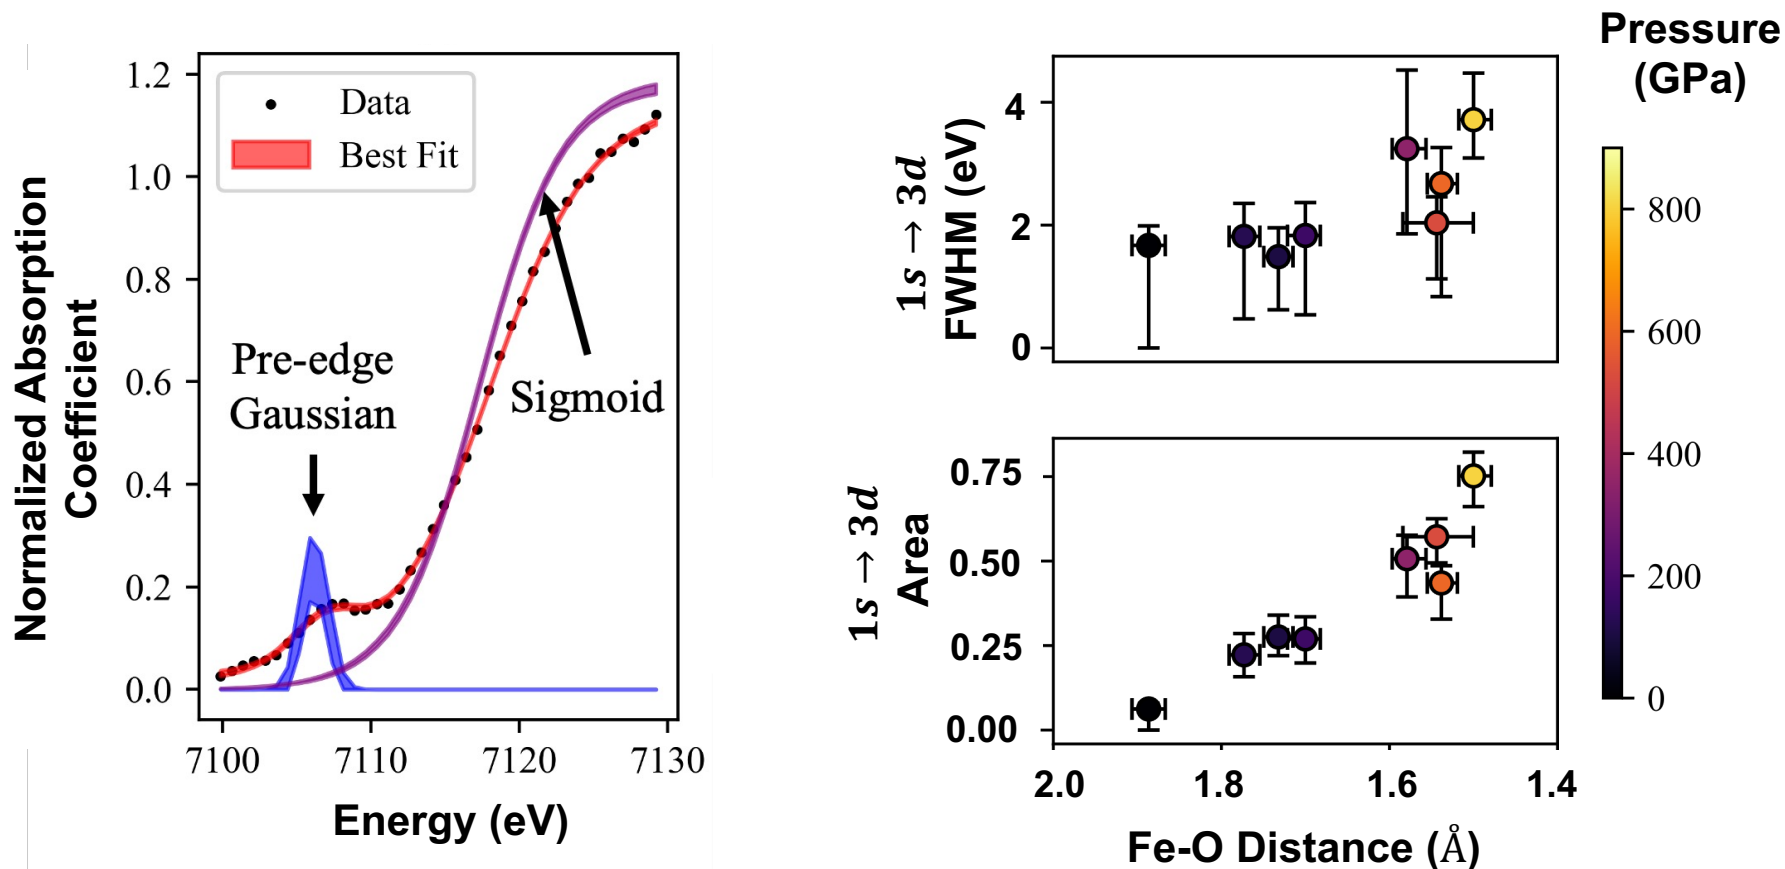 Normalized Absorption
Coefficient
1.2
1.0
0.8
0.6
0.4
0.2
0.0
Data
Best Fit
Pre-edge
Gaussian
Sigmoid
7100
7110
7120
7130
Energy (eV)
1s → 3d
FWHM (eV)
4
2
0
1s → 3d
Area
0.75
0.50
0.25
0.00
2.0
1.8
1.6
1.4
Fe-O Distance (Å)
Pressure
(GPa)
800
600
400
200
0